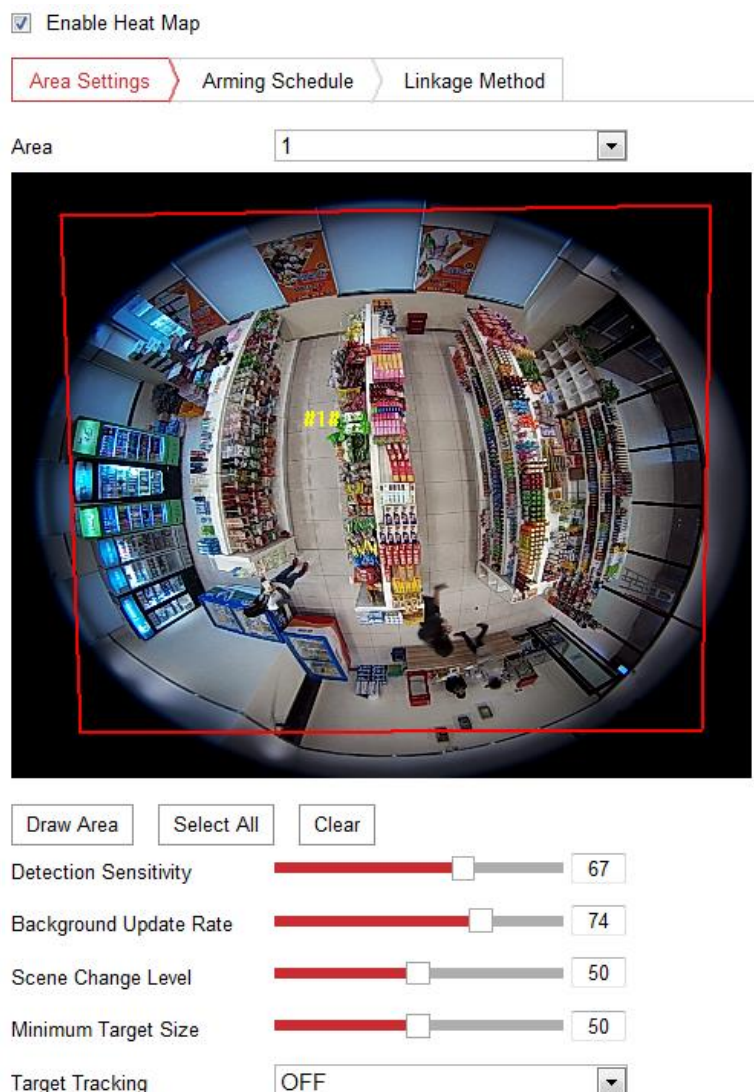 Enable Heat Map
Area Settings Arming Schedule Linkage Method
Area 1
#1#
Draw Area Select All Clear
Detection Sensitivity 67
Background Update Rate 74
Scene Change Level 50
Minimum Target Size 50
Target Tracking OFF